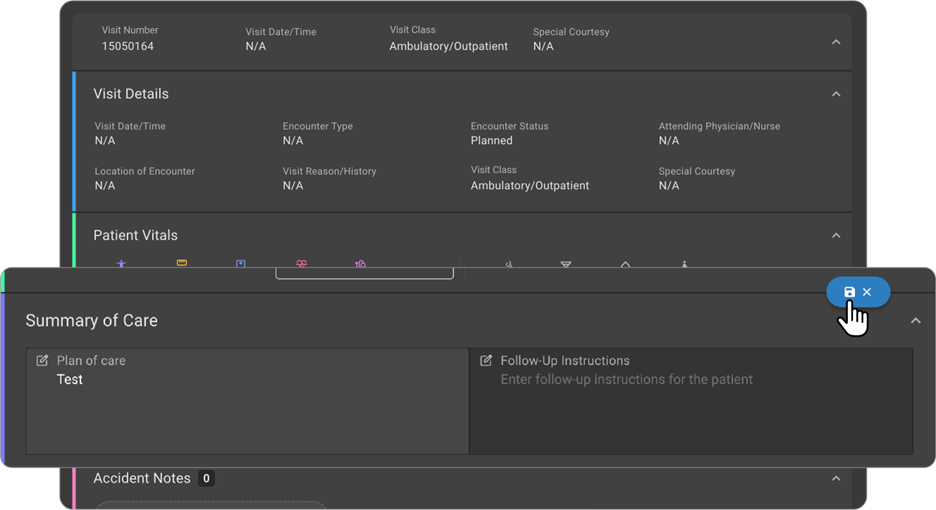 Visit Number
15050164
Visit Date/Time
N/A
Visit Class
Ambulatory/Outpatient
Special Courtesy
N/A
Visit Details
Visit Date/Time
N/A
Encounter Type
N/A
Encounter Status
Planned
Attending Physician/Nurse
N/A
Location of Encounter
N/A
Visit Reason/History
N/A
Visit Class
Ambulatory/Outpatient
Special Courtesy
N/A
Patient Vitals
Summary of Care
Plan of care
Test
Follow-Up Instructions
Enter follow-up instructions for the patient
Accident Notes 0